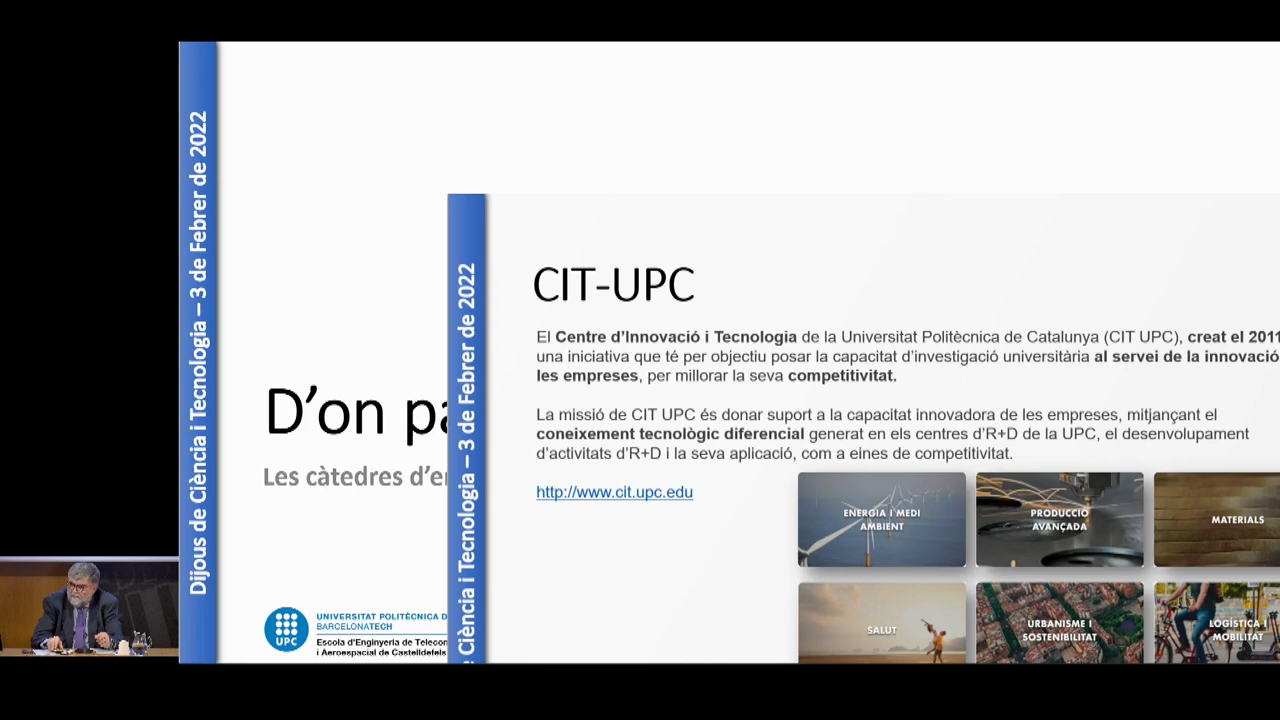 Dijous de Ciència i Tecnologia – 3 de Febrer de 2022
D'on
Les càtedres
UPC
UNIVERSITAT POLITÈCNICA
BARCELONATECH
Escola d'Enginyeria de
i Aeroespacial de Castelldefels
Ciència i Tecnologia – 3 de Febrer de 2022
CIT-UPC
El Centre d'Innovació i Tecnologia de la Universitat Politècnica de Catalunya (CIT UPC), creat el 2011
una iniciativa que té per objectiu posar la capacitat d'investigació universitària al servei de la innovació
les empreses, per millorar la seva competitivitat.
La missió de CIT UPC és donar suport a la capacitat innovadora de les empreses, mitjançant el
coneixement tecnològic diferencial generat en els centres d'R+D de la UPC, el desenvolupament
d'activitats d'R+D i la seva aplicació, com a eines de competitivitat.
http://www.cit.upc.edu
ENERGIA I MEDI
AMBIENT
PRODUCCIÓ
AVANÇADA
MATERIALS
SALUT
URBANISME I
SOSTENIBILITAT
LOGÍSTICA I
MOBILITAT